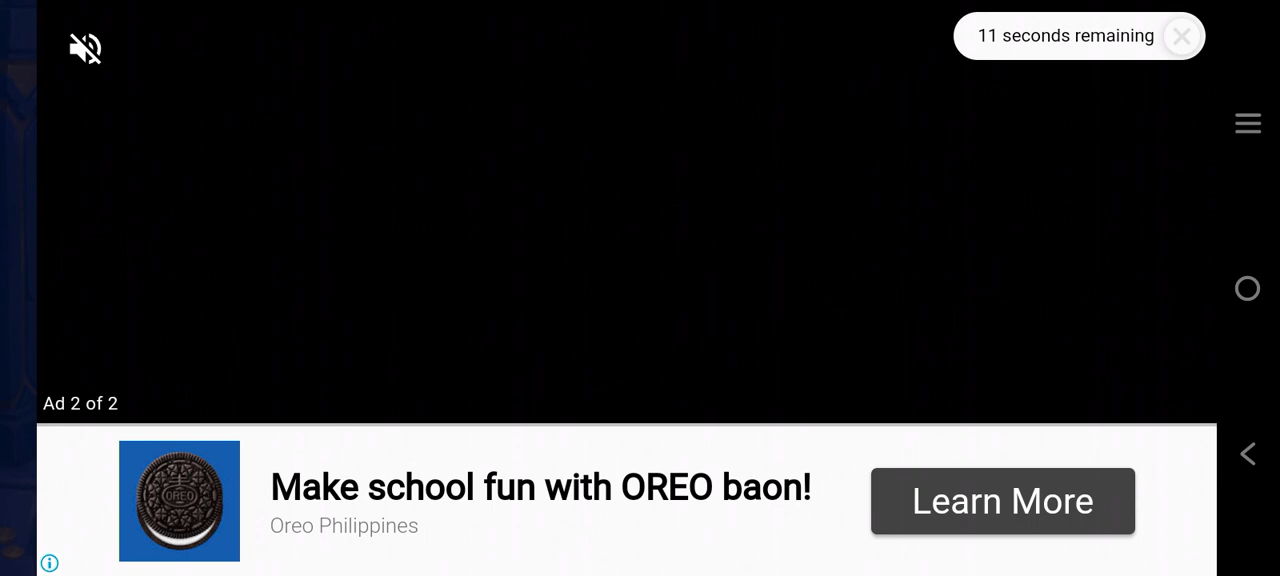 11 seconds remaining
Ad 2 of 2
OREO
Make school fun with OREO baon!
Oreo Philippines
Learn More